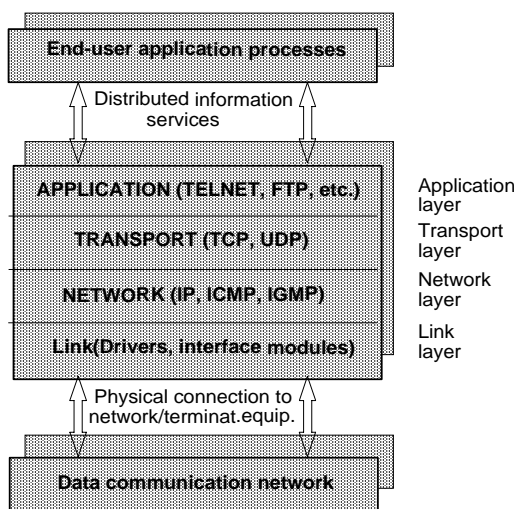 End-user application processes
Distributed information
services
APPLICATION (TELNET, FTP, etc.)
Application
layer
TRANSPORT (TCP, UDP)
Transport
layer
NETWORK (IP, ICMP, IGMP)
Network
layer
Link(Drivers, interface modules)
Link
layer
Physical connection to
network/terminat.equip.
Data communication network